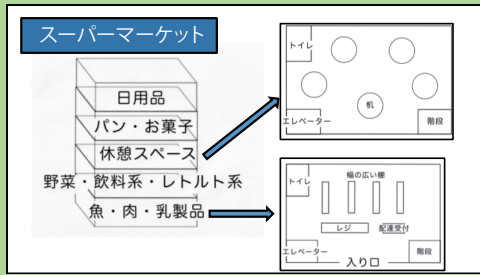 スーパーマーケット
日用品
パン・お菓子
休憩スペース
野菜・飲料系・レトルト系
魚・肉・乳製品
トイレ
机
エレベーター
階段
トイレ
幅の広い棚
レジ
配達受付
エレベーター
入り口
階段